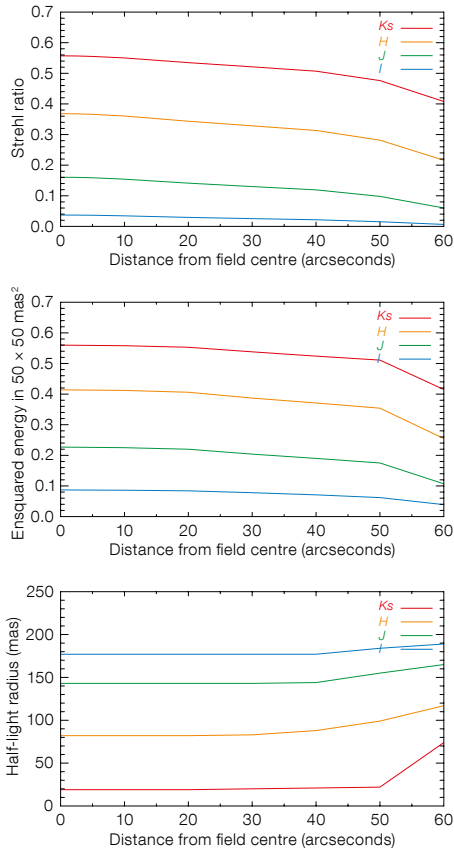 0.7
0.6
0.5
0.4
0.3
0.2
0.1
0.0
Strehl ratio
Ks
H
J
I
0 10 20 30 40 50 60
Distance from field centre (arcseconds)
0.7
0.6
0.5
0.4
0.3
0.2
0.1
0.0
Ensquared energy in 50 × 50 mas²
Ks
H
J
I
0 10 20 30 40 50 60
Distance from field centre (arcseconds)
250
200
150
100
50
0
Half-light radius (mas)
Ks
H
J
I
0 10 20 30 40 50 60
Distance from field centre (arcseconds)